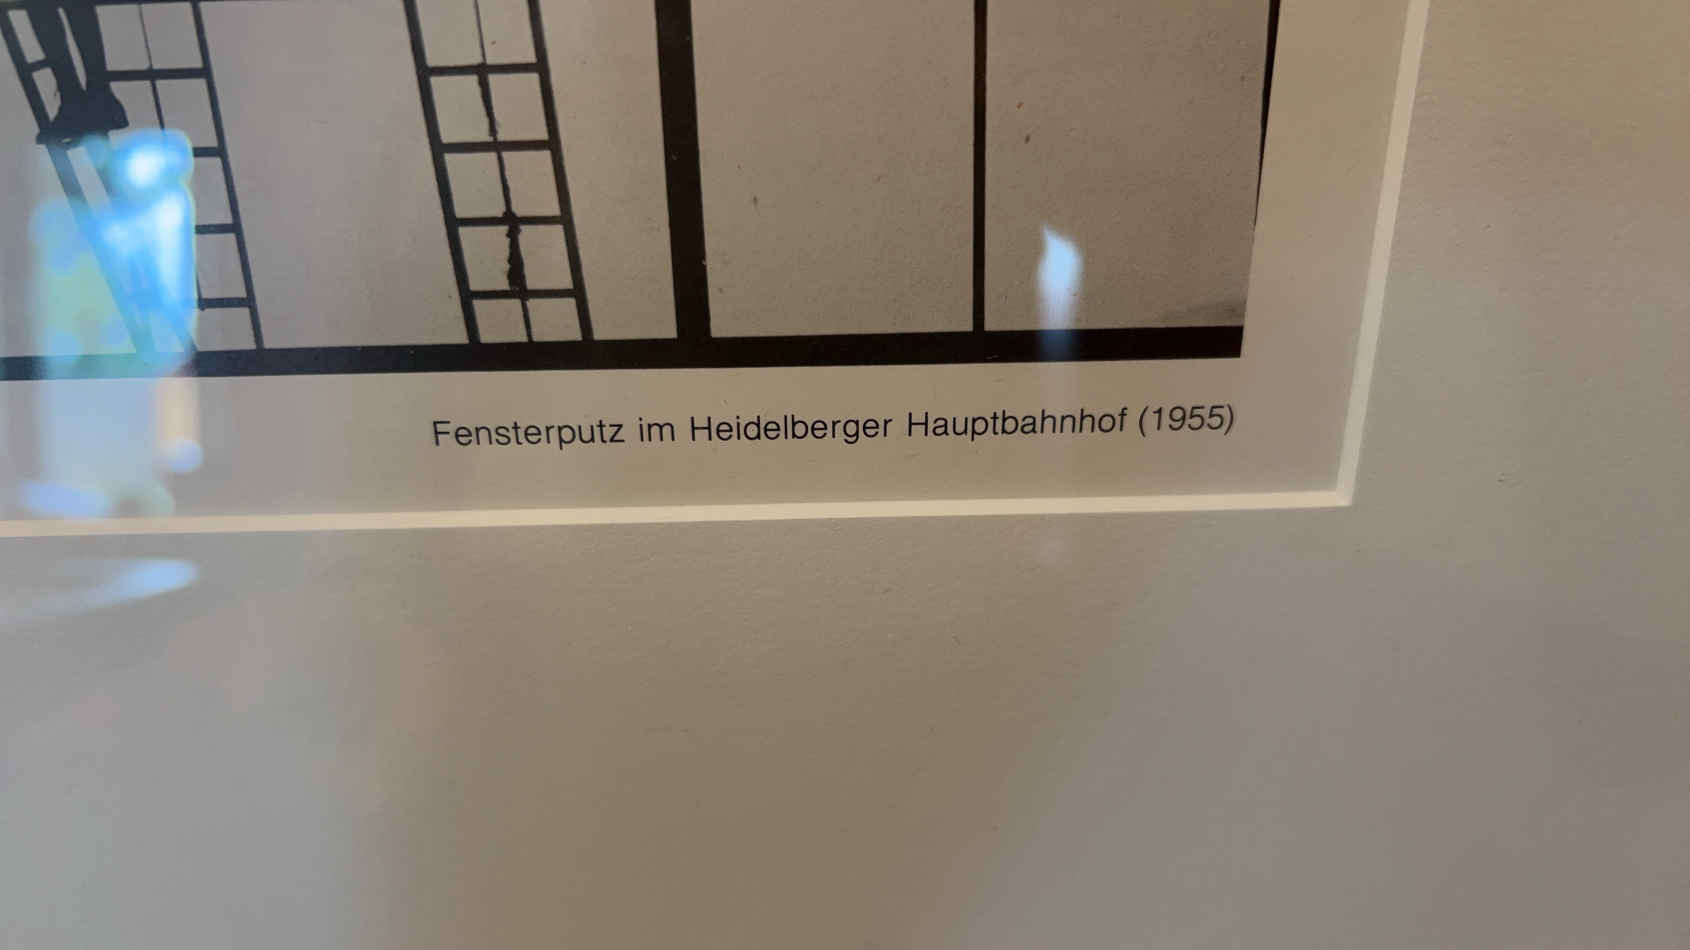 Fensterputz im Heidelberger Hauptbahnhof (1955)